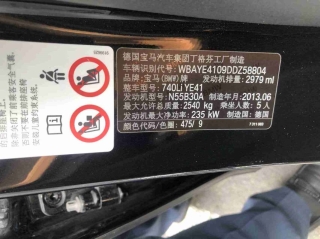 德国宝马汽车集团丁格芬工厂制造
车辆识别代号: WBAYE4109DDZ58804
品牌: 宝马(BMW)牌 发动机排量: 2979 ml
整车型号: 740Li YE41
发动机型号: N55B30A 制造年月: 2013.06
最大允许总质量: 2540 kg 乘坐人数: 5 人
发动机最大净功率: 235 kW 制造国: 德国
颜色代码/色圈: 475/ 9